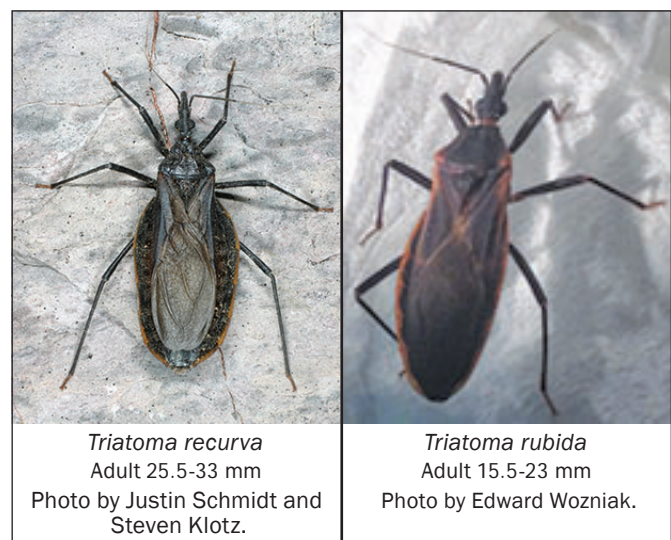 Triatoma recurva
Adult 25.5-33 mm
Photo by Justin Schmidt and
Steven Klotz.
Triatoma rubida
Adult 15.5-23 mm
Photo by Edward Wozniak.